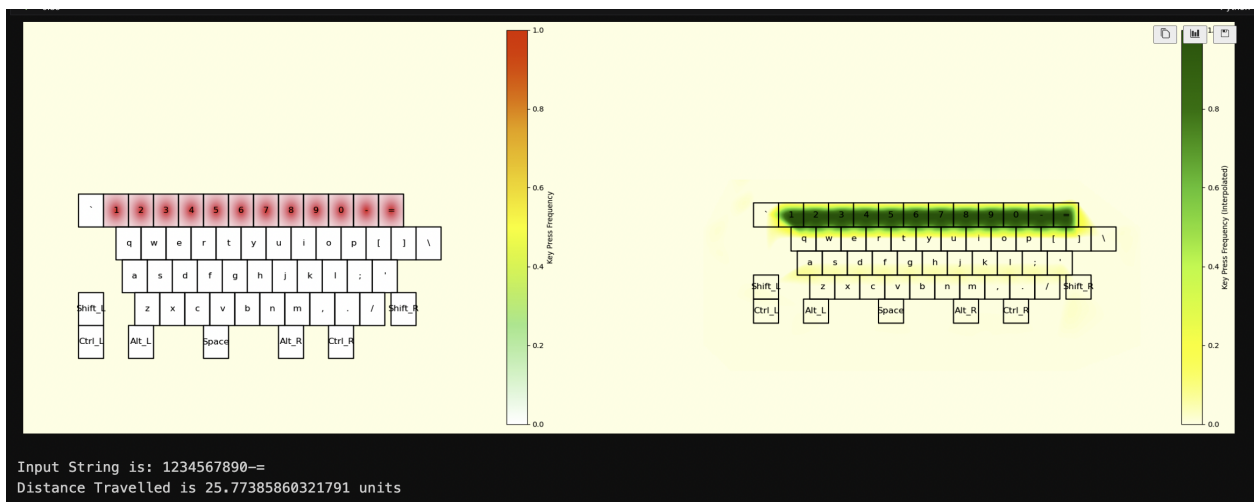 1.0
0.8
0.6
0.4
0.2
0.0
Key Press Frequency
` 1 2 3 4 5 6 7 8 9 0 - =
q w e r t y u i o p [ ] \
a s d f g h j k l ; '
Shift_L z x c v b n m , . / Shift_R
Ctrl_L Alt_L Space Alt_R Ctrl_R
0.8
0.6
0.4
0.2
0.0
Key Press Frequency (Interpolated)
` 1 2 3 4 5 6 7 8 9 0 - =
q w e r t y u i o p [ ] \
a s d f g h j k l ; '
Shift_L z x c v b n m , . / Shift_R
Ctrl_L Alt_L Space Alt_R Ctrl_R
Input String is: 1234567890-=
Distance Travelled is 25.77385860321791 units